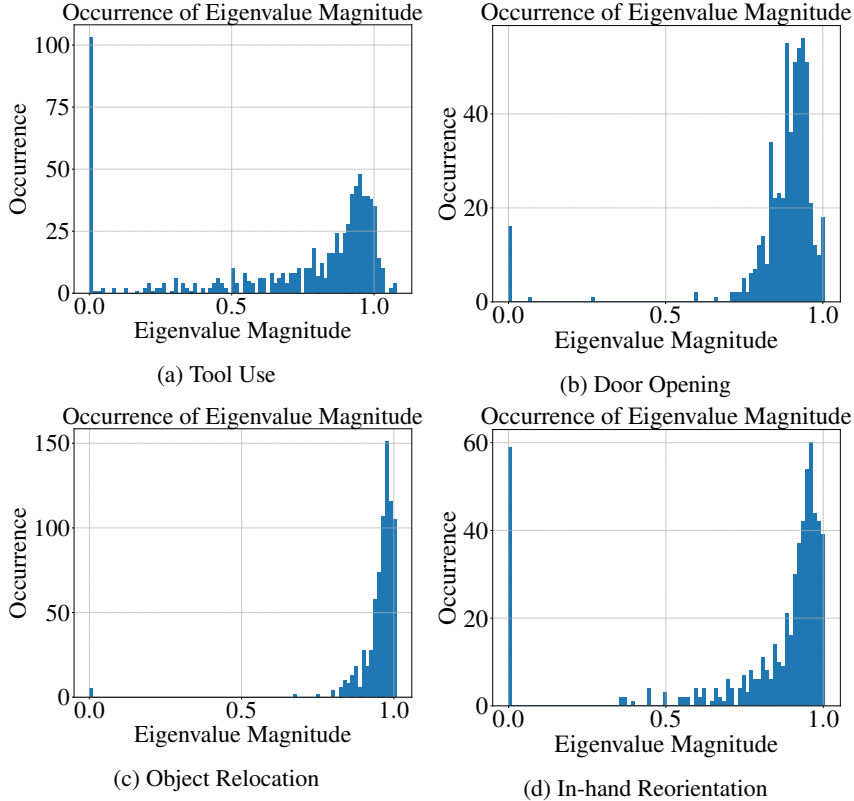 Occurrence of Eigenvalue Magnitude
100
75
50
25
0
Occurrence
0.0 0.5 1.0
Eigenvalue Magnitude
(a) Tool Use
Occurrence of Eigenvalue Magnitude
40
20
0
Occurrence
0.0 0.5 1.0
Eigenvalue Magnitude
(b) Door Opening
Occurrence of Eigenvalue Magnitude
150
100
50
0
Occurrence
0.0 0.5 1.0
Eigenvalue Magnitude
(c) Object Relocation
Occurrence of Eigenvalue Magnitude
60
40
20
0
Occurrence
0.0 0.5 1.0
Eigenvalue Magnitude
(d) In-hand Reorientation